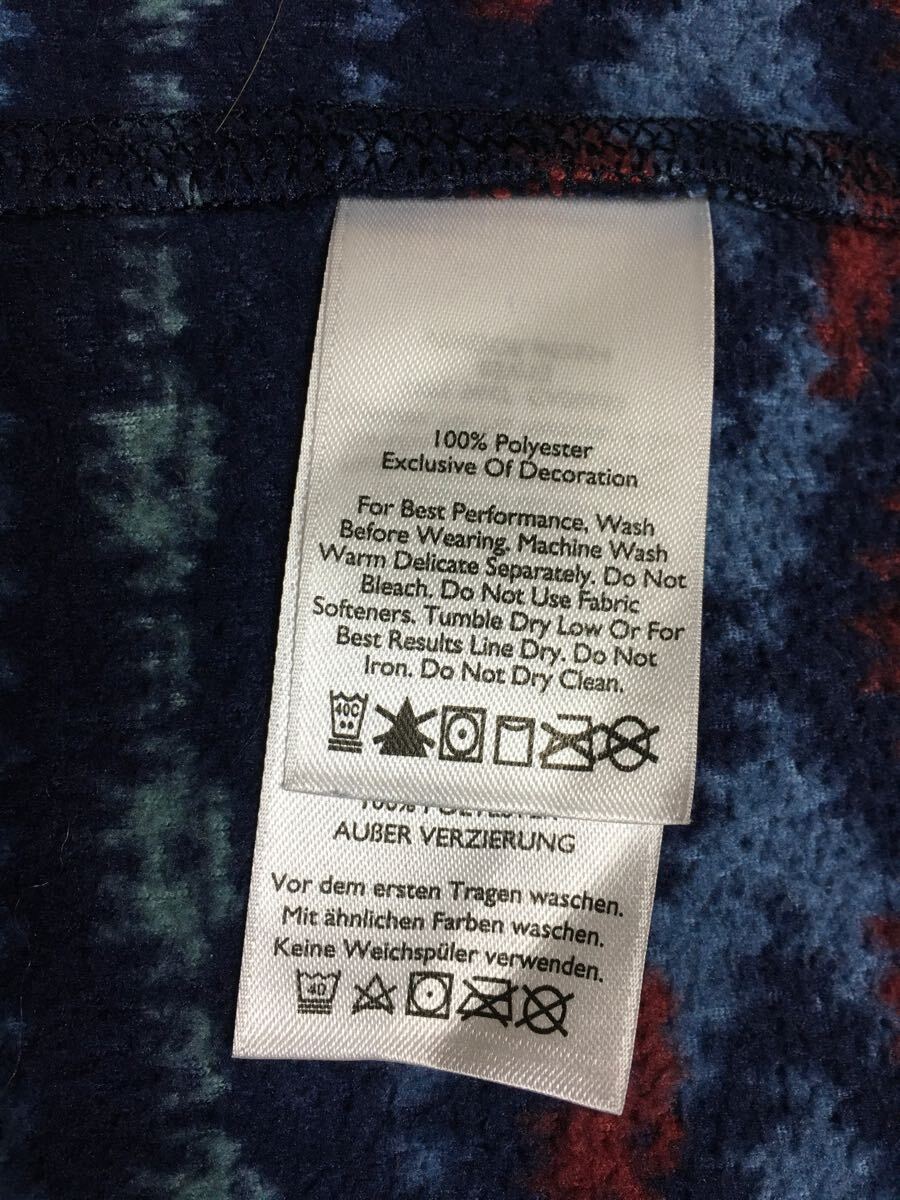 100% Polyester
Exclusive Of Decoration
For Best Performance, Wash
Before Wearing. Machine Wash
Warm Delicate Separately. Do Not
Bleach. Do Not Use Fabric
Softeners. Tumble Dry Low Or For
Best Results Line Dry. Do Not
Iron. Do Not Dry Clean.
40C
100% POLYESTER
AUßER VERZIERUNG
Vor dem ersten Tragen waschen.
Mit ähnlichen Farben waschen.
Keine Weichspüler verwenden.
40